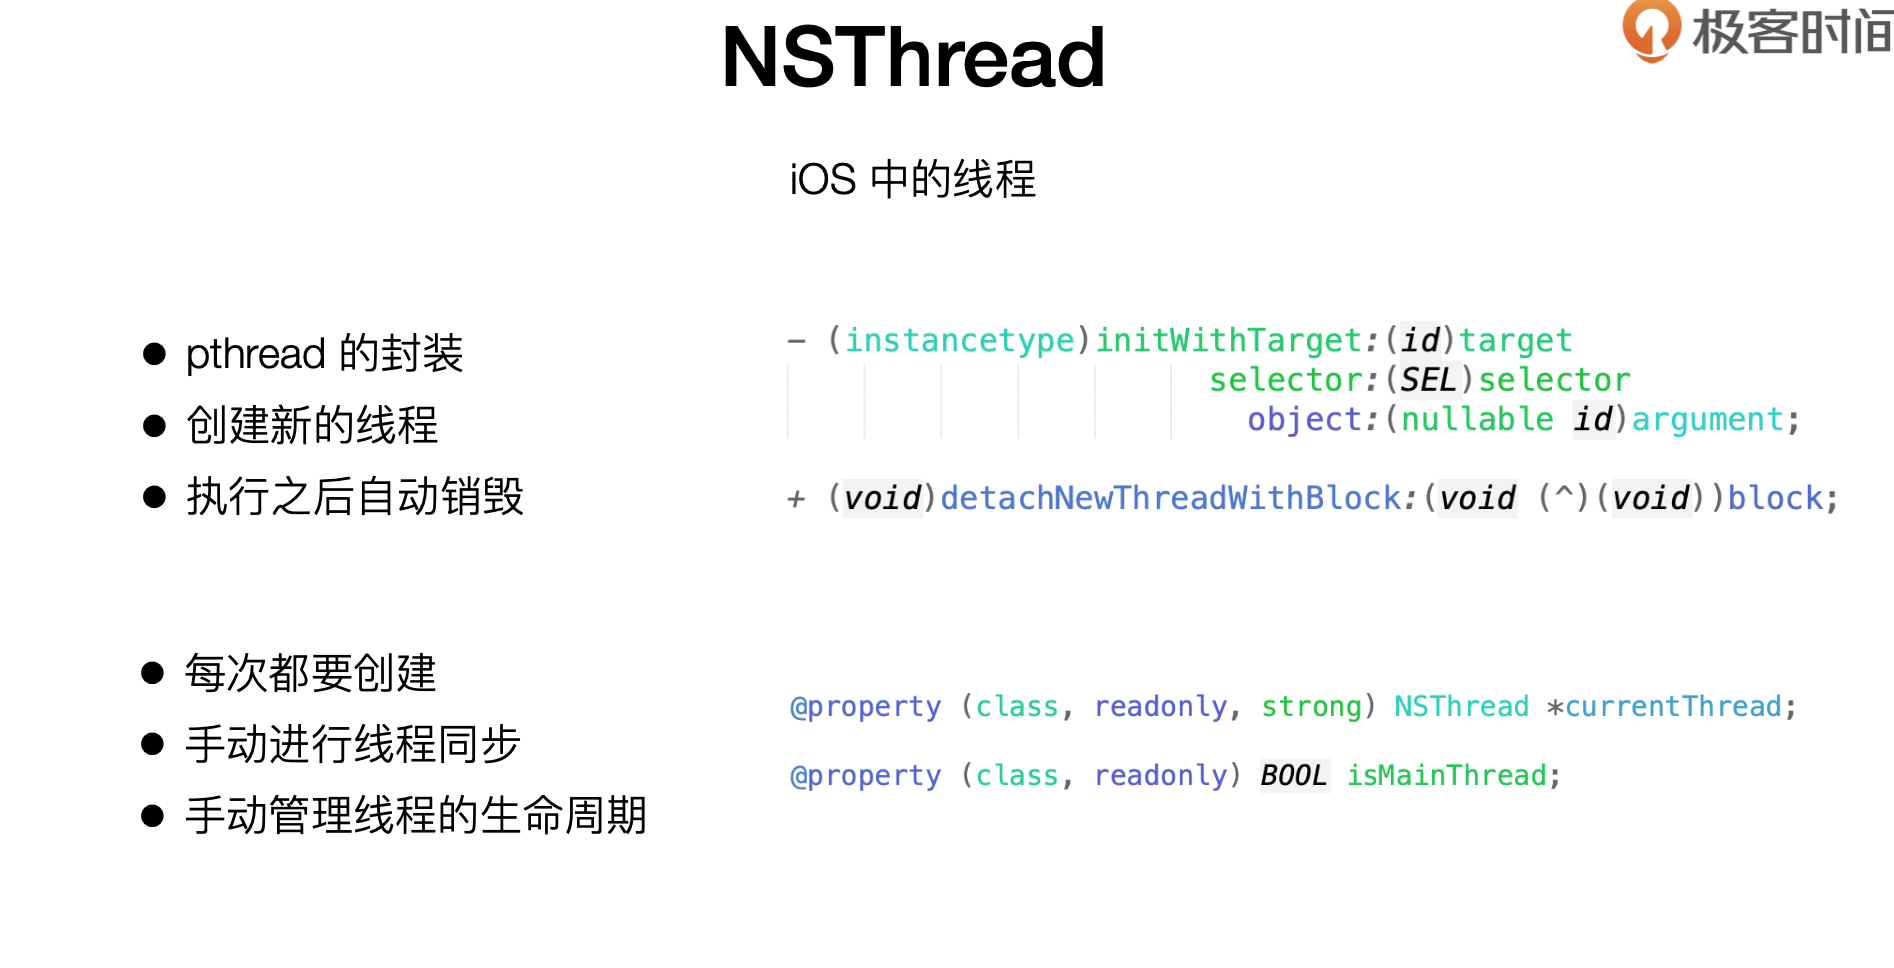 NSThread
极客时间
iOS 中的线程
● pthread 的封装
● 创建新的线程
● 执行之后自动销毁
- (instancetype)initWithTarget:(id)target
selector:(SEL)selector
object:(nullable id)argument;
+ (void)detachNewThreadWithBlock:(void (^)(void))block;
● 每次都要创建
● 手动进行线程同步
● 手动管理线程的生命周期
@property (class, readonly, strong) NSThread *currentThread;
@property (class, readonly) BOOL isMainThread;